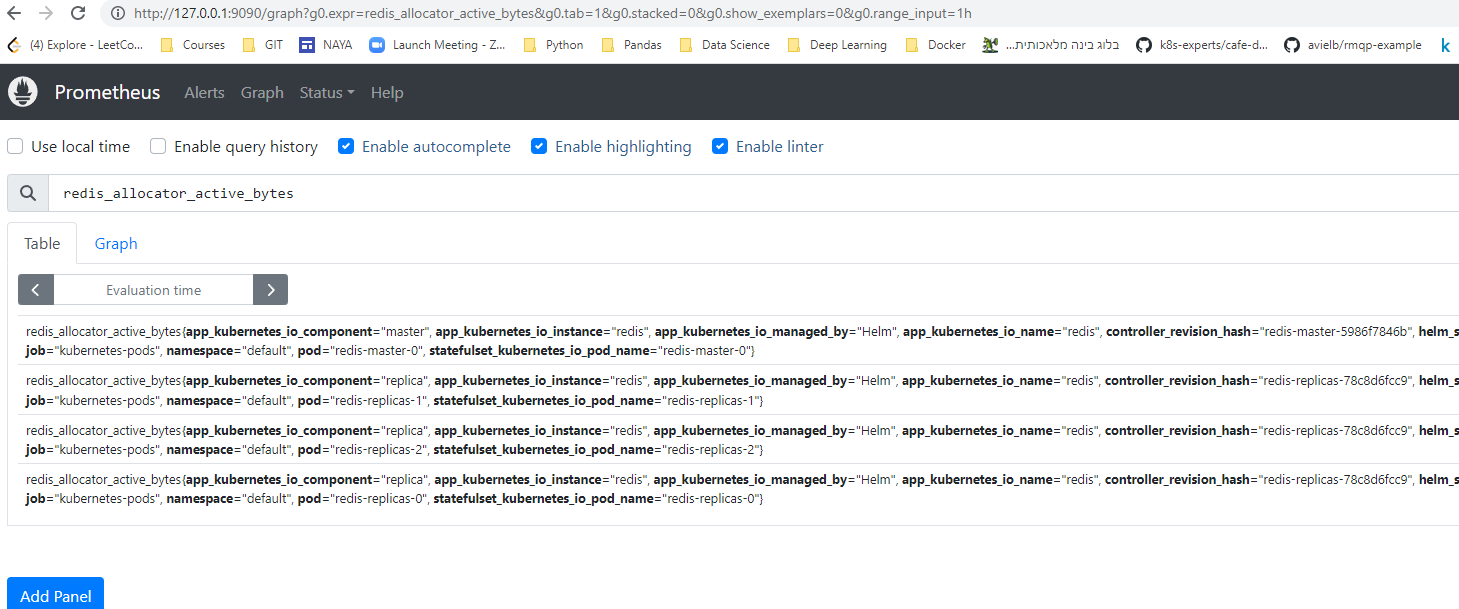 http://127.0.0.1:9090/graph?g0.expr=redis_allocator_active_bytes&g0.tab=1&g0.stacked=0&g0.show_exemplars=0&g0.range_input=1h
(4) Explore - LeetCo... Courses GIT NAYA Launch Meeting - Z... Python Pandas Data Science Deep Learning Docker בלוג בינה מלאכותית... k8s-experts/cafe-d... avielb/rmqp-example k
Prometheus Alerts Graph Status Help
Use local time Enable query history Enable autocomplete Enable highlighting Enable linter
redis_allocator_active_bytes
Table Graph
Evaluation time
redis_allocator_active_bytes{app_kubernetes_io_component="master", app_kubernetes_io_instance="redis", app_kubernetes_io_managed_by="Helm", app_kubernetes_io_name="redis", controller_revision_hash="redis-master-5986f7846b", helm_s
job="kubernetes-pods", namespace="default", pod="redis-master-0", statefulset_kubernetes_io_pod_name="redis-master-0"}
redis_allocator_active_bytes{app_kubernetes_io_component="replica", app_kubernetes_io_instance="redis", app_kubernetes_io_managed_by="Helm", app_kubernetes_io_name="redis", controller_revision_hash="redis-replicas-78c8d6fcc9", helm_s
job="kubernetes-pods", namespace="default", pod="redis-replicas-1", statefulset_kubernetes_io_pod_name="redis-replicas-1"}
redis_allocator_active_bytes{app_kubernetes_io_component="replica", app_kubernetes_io_instance="redis", app_kubernetes_io_managed_by="Helm", app_kubernetes_io_name="redis", controller_revision_hash="redis-replicas-78c8d6fcc9", helm_s
job="kubernetes-pods", namespace="default", pod="redis-replicas-2", statefulset_kubernetes_io_pod_name="redis-replicas-2"}
redis_allocator_active_bytes{app_kubernetes_io_component="replica", app_kubernetes_io_instance="redis", app_kubernetes_io_managed_by="Helm", app_kubernetes_io_name="redis", controller_revision_hash="redis-replicas-78c8d6fcc9", helm_s
job="kubernetes-pods", namespace="default", pod="redis-replicas-0", statefulset_kubernetes_io_pod_name="redis-replicas-0"}
Add Panel